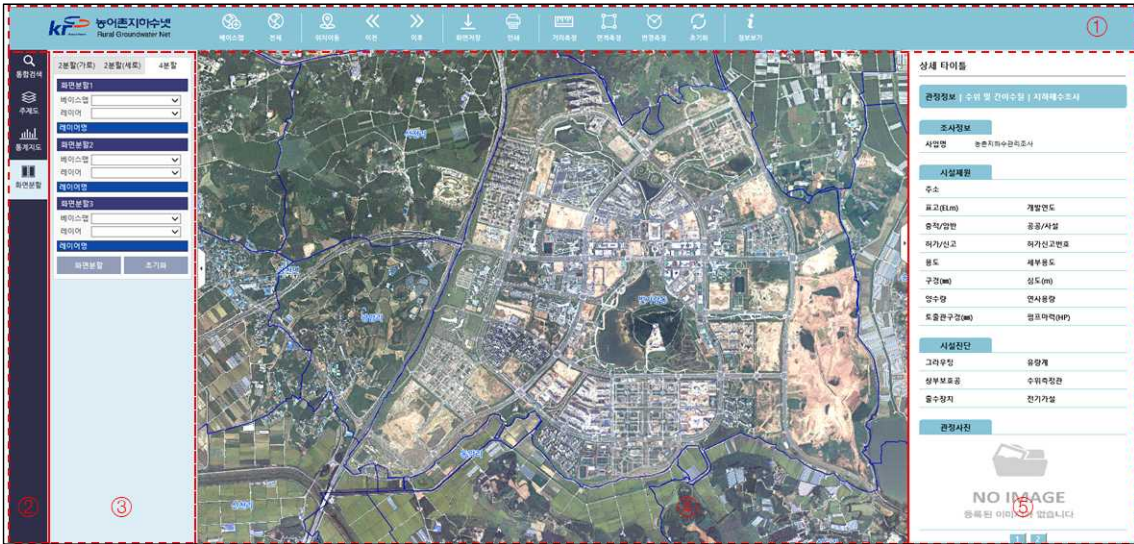 농어촌지하수넷
Rural Groundwater Net
베이스맵 전체 위치이동 이전 이후 화면저장 인쇄 거리측정 면적측정 반경측정 초기화 정보보기
①
통합검색
주제도
통계지도
화면분할
②
2분할(가로) 2분할(세로) 4분할
화면분할1
베이스맵
레이어
레이어명
화면분할2
베이스맵
레이어
레이어명
화면분할3
베이스맵
레이어
레이어명
화면분할 초기화
③
상세 타이틀
관정정보 | 수위 및 간이수질 | 지하해수조사
조사정보
사업명 농촌지하수관리조사
시설제원
주소
표고(EL.m) 개발연도
충적/암반 공공/사설
허가/신고 허가신고번호
용도 세부용도
구경(㎜) 심도(m)
양수량 연사용량
토출관구경(㎜) 펌프마력(HP)
시설진단
그라우팅 유량계
상부보호공 수위측정관
출수장치 전기가설
관정사진
NO IMAGE
등록된 이미지가 없습니다
⑤
1 2